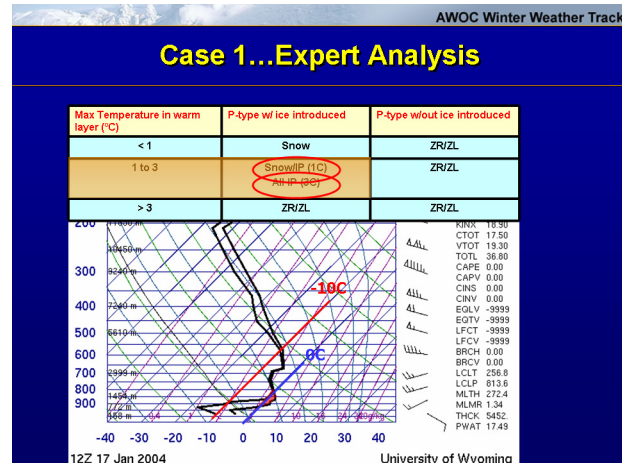 AWOC Winter Weather Track
Case 1…Expert Analysis
Max Temperature in warm layer (°C) P-type w/ ice introduced P-type w/out ice introduced
< 1 Snow ZR/ZL
1 to 3 Snow/IP (1C) ZR/ZL
All IP (3C)
> 3 ZR/ZL ZR/ZL
200
300
400
500
600
700
800
900
10450 m
9240 m
7240 m
5610 m
2999 m
1454 m
772 m
-10C
0C
-40 -30 -20 -10 0 10 20 30 40
KINX 18.90
CTOT 17.50
VTOT 19.30
TOTL 36.80
CAPE 0.00
CAPV 0.00
CINS 0.00
CINV 0.00
EQLV -9999
EQTV -9999
LFCT -9999
LFCV -9999
BRCH 0.00
BRCV 0.00
LCLT 256.8
LCLP 813.6
MLTH 272.4
MLMR 1.34
THCK 5452.
PWAT 17.49
12Z 17 Jan 2004 University of Wyoming